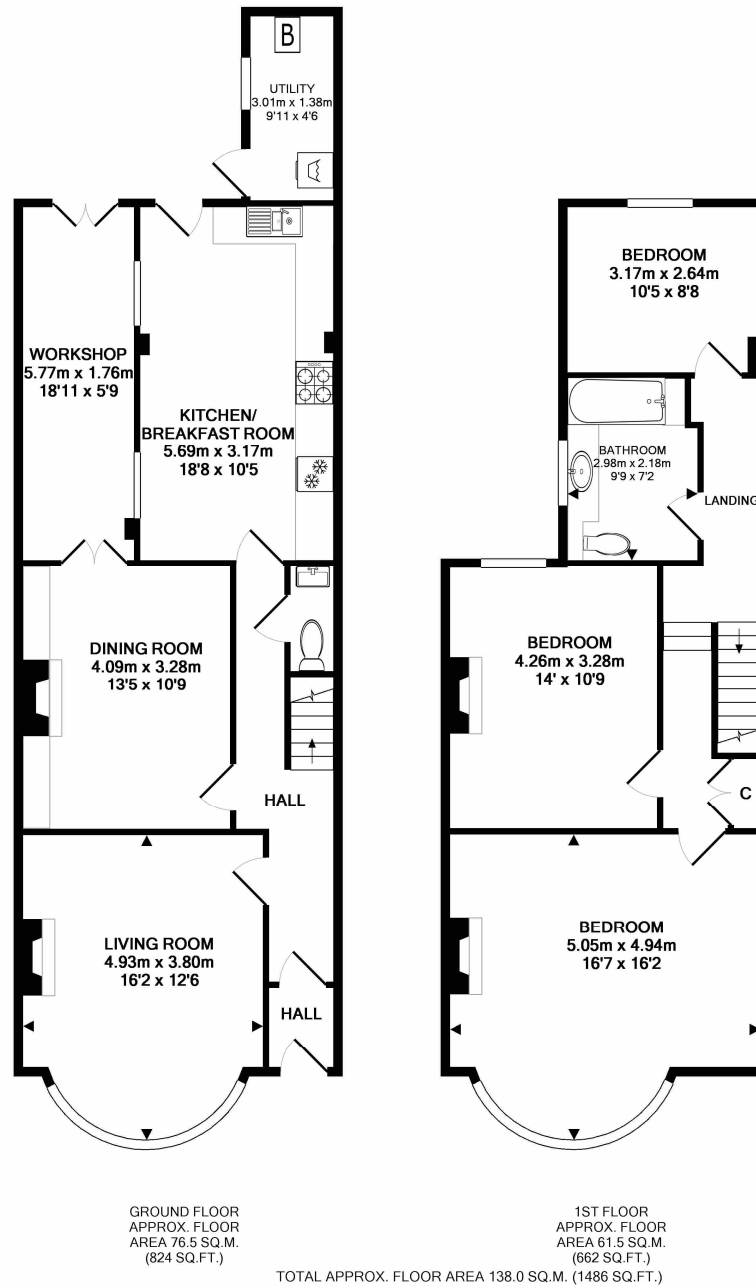 B
UTILITY
3.01m x 1.38m
9'11 x 4'6
WORKSHOP
5.77m x 1.76m
18'11 x 5'9
KITCHEN/
BREAKFAST ROOM
5.69m x 3.17m
18'8 x 10'5
DINING ROOM
4.09m x 3.28m
13'5 x 10'9
HALL
LIVING ROOM
4.93m x 3.80m
16'2 x 12'6
HALL
GROUND FLOOR
APPROX. FLOOR
AREA 76.5 SQ.M.
(824 SQ.FT.)
BEDROOM
3.17m x 2.64m
10'5 x 8'8
BATHROOM
2.98m x 2.18m
9'9 x 7'2
LANDING
BEDROOM
4.26m x 3.28m
14' x 10'9
C
BEDROOM
5.05m x 4.94m
16'7 x 16'2
1ST FLOOR
APPROX. FLOOR
AREA 61.5 SQ.M.
(662 SQ.FT.)
TOTAL APPROX. FLOOR AREA 138.0 SQ.M. (1486 SQ.FT.)